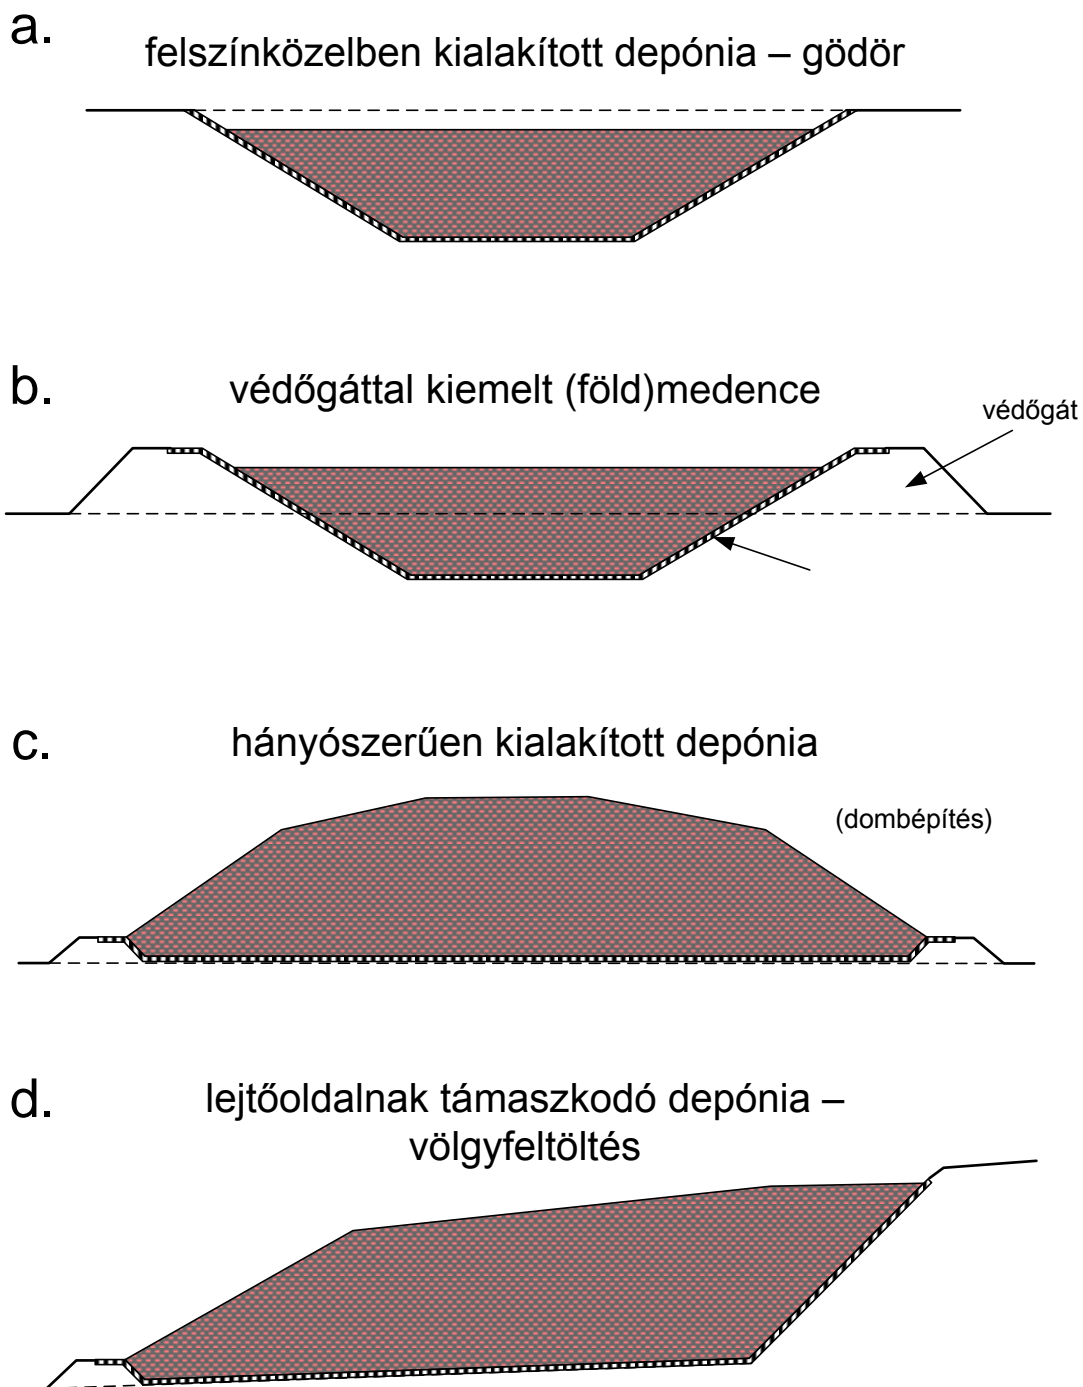 a.
felszínközelben kialakított depónia – gödör
b.
védőgáttal kiemelt (föld)medence
védőgát
c.
hányószerűen kialakított depónia
(dombépítés)
d.
lejtőoldalnak támaszkodó depónia –
völgyfeltöltés